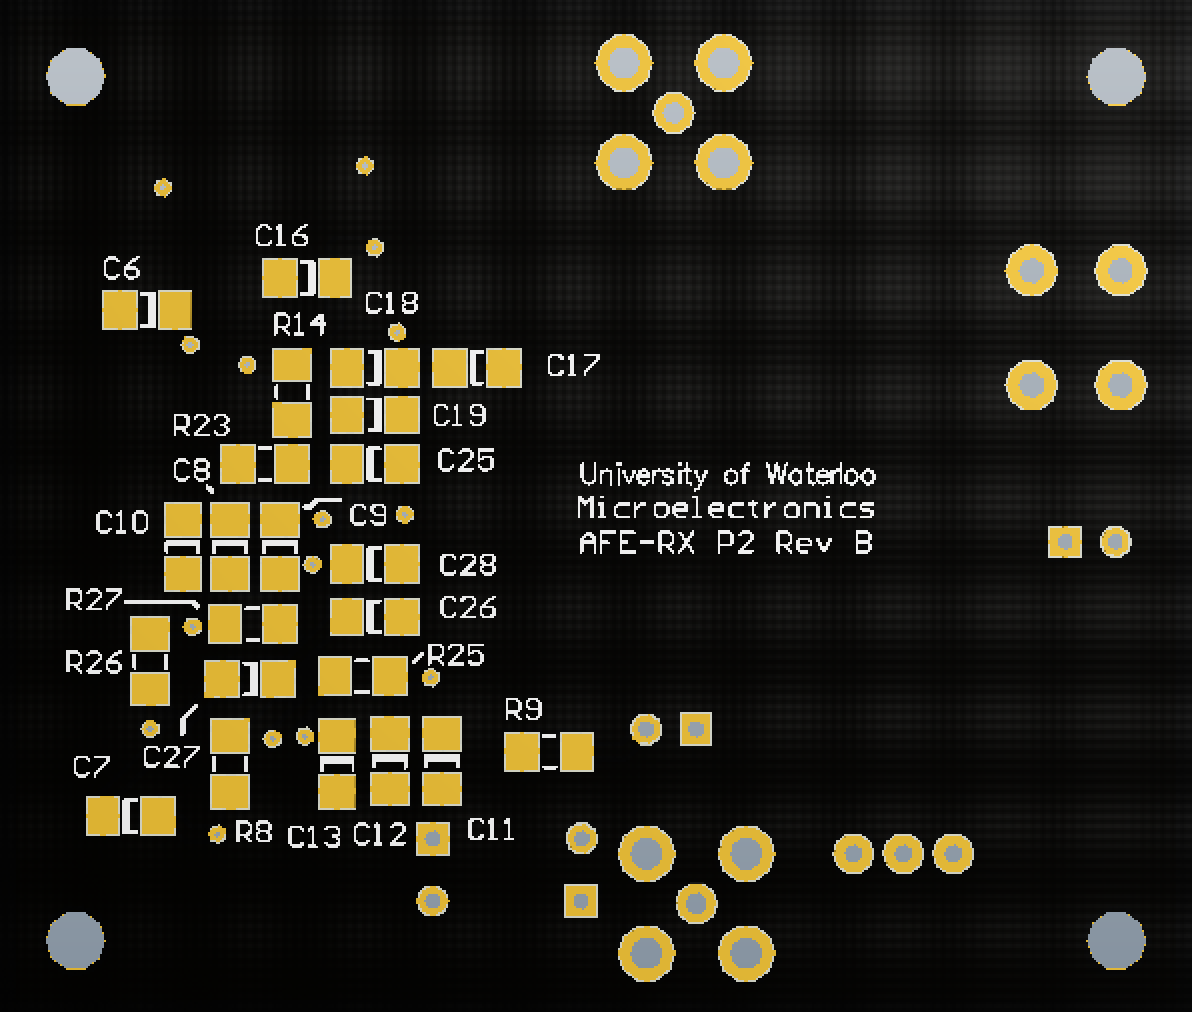 C16
C6
C18
R14
C17
C19
R23
C25
C8
University of Waterloo
C10
C9
Microelectronics
AFE-RX P2 Rev B
C28
R27
C26
R26
R25
R9
C27
C7
R8
C13
C12
C11